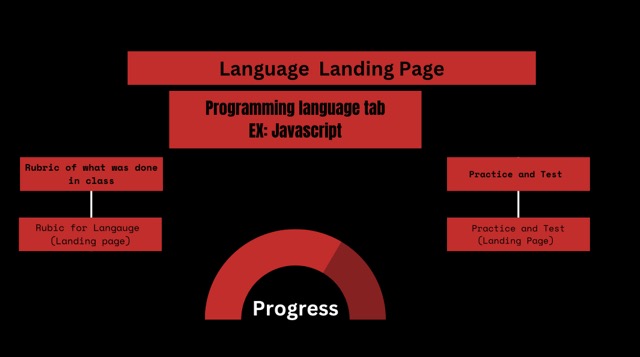 Language Landing Page
Programming language tab
EX: Javascript
Rubric of what was done
in class
Practice and Test
Rubic for Langauge
(Landing page)
Practice and Test
(Landing Page)
Progress